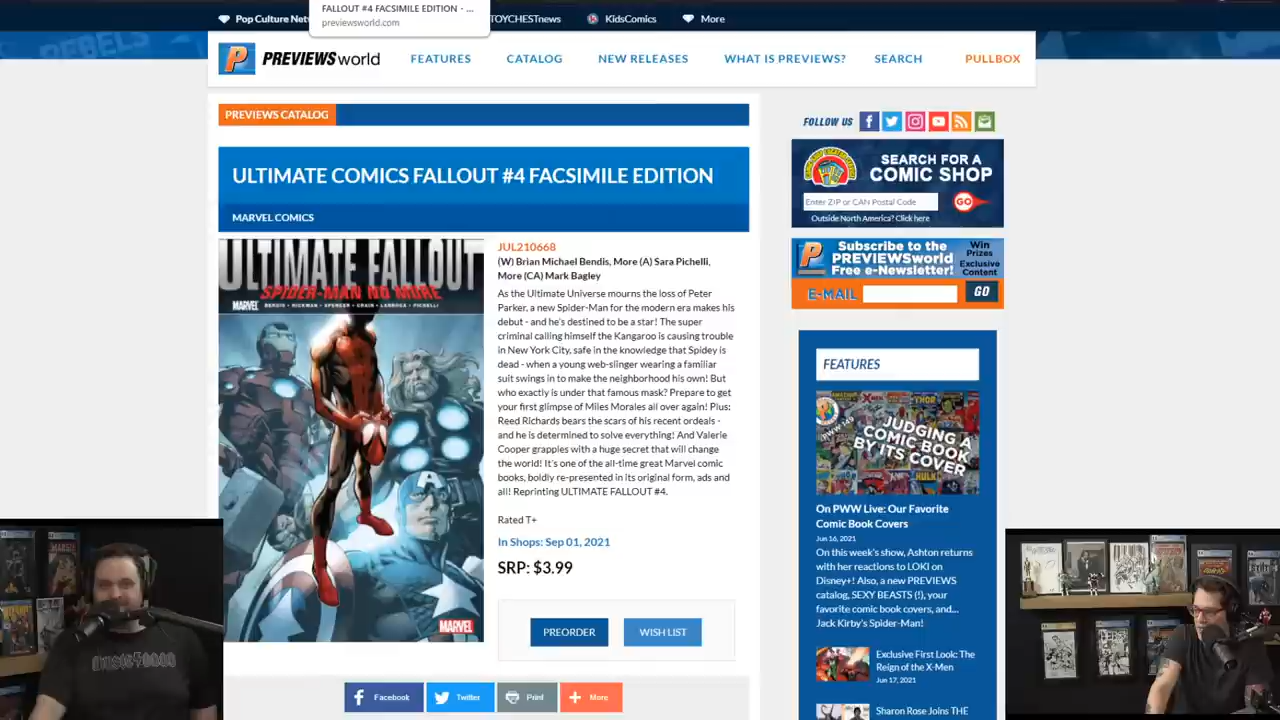 FALLOUT #4 FACSIMILE EDITION - ...
previewsworld.com
Pop Culture
TOYCHESTnews
KidsComics
More
PREVIEWSworld
FEATURES
CATALOG
NEW RELEASES
WHAT IS PREVIEWS?
SEARCH
PULLBOX
PREVIEWS CATALOG
ULTIMATE COMICS FALLOUT #4 FACSIMILE EDITION
MARVEL COMICS
ULTIMATE FALLOUT
SPIDER-MAN NO MORE
MARVEL
BENDIS • HICKMAN • SPENCER • CRAIN • LARROCA • PICHELLI
MARVEL
JUL210668
(W) Brian Michael Bendis, More (A) Sara Pichelli,
More (CA) Mark Bagley
As the Ultimate Universe mourns the loss of Peter
Parker, a new Spider-Man for the modern era makes his
debut - and he's destined to be a star! The super
criminal calling himself the Kangaroo is causing trouble
in New York City, safe in the knowledge that Spidey is
dead - when a young web-slinger wearing a familiar
suit swings in to make the neighborhood his own! But
who exactly is under that famous mask? Prepare to get
your first glimpse of Miles Morales all over again! Plus:
Reed Richards bears the scars of his recent ordeals -
and he is determined to solve everything! And Valerie
Cooper grapples with a huge secret that will change
the world! It's one of the all-time great Marvel comic
books, boldly re-presented in its original form, ads and
all! Reprinting ULTIMATE FALLOUT #4.
Rated T+
In Shops: Sep 01, 2021
SRP: $3.99
PREORDER
WISH LIST
Facebook
Twitter
Print
More
FOLLOW US
SEARCH FOR A
COMIC SHOP
Enter ZIP or CAN Postal Code
GO
Outside North America? Click here
Subscribe to the
PREVIEWSworld
Free e-Newsletter!
Win
Prizes
Exclusive
Content
E-MAIL
GO
FEATURES
PWW 149
JUDGING A
COMIC BOOK
BY ITS COVER
On PWW Live: Our Favorite
Comic Book Covers
Jun 16, 2021
On this week's show, Ashton returns
with her reactions to LOKI on
Disney+! Also, a new PREVIEWS
catalog, SEXY BEASTS (!), your
favorite comic book covers, and...
Jack Kirby's Spider-Man!
Exclusive First Look: The
Reign of the X-Men
Jun 17, 2021
Sharon Rose Joins THE